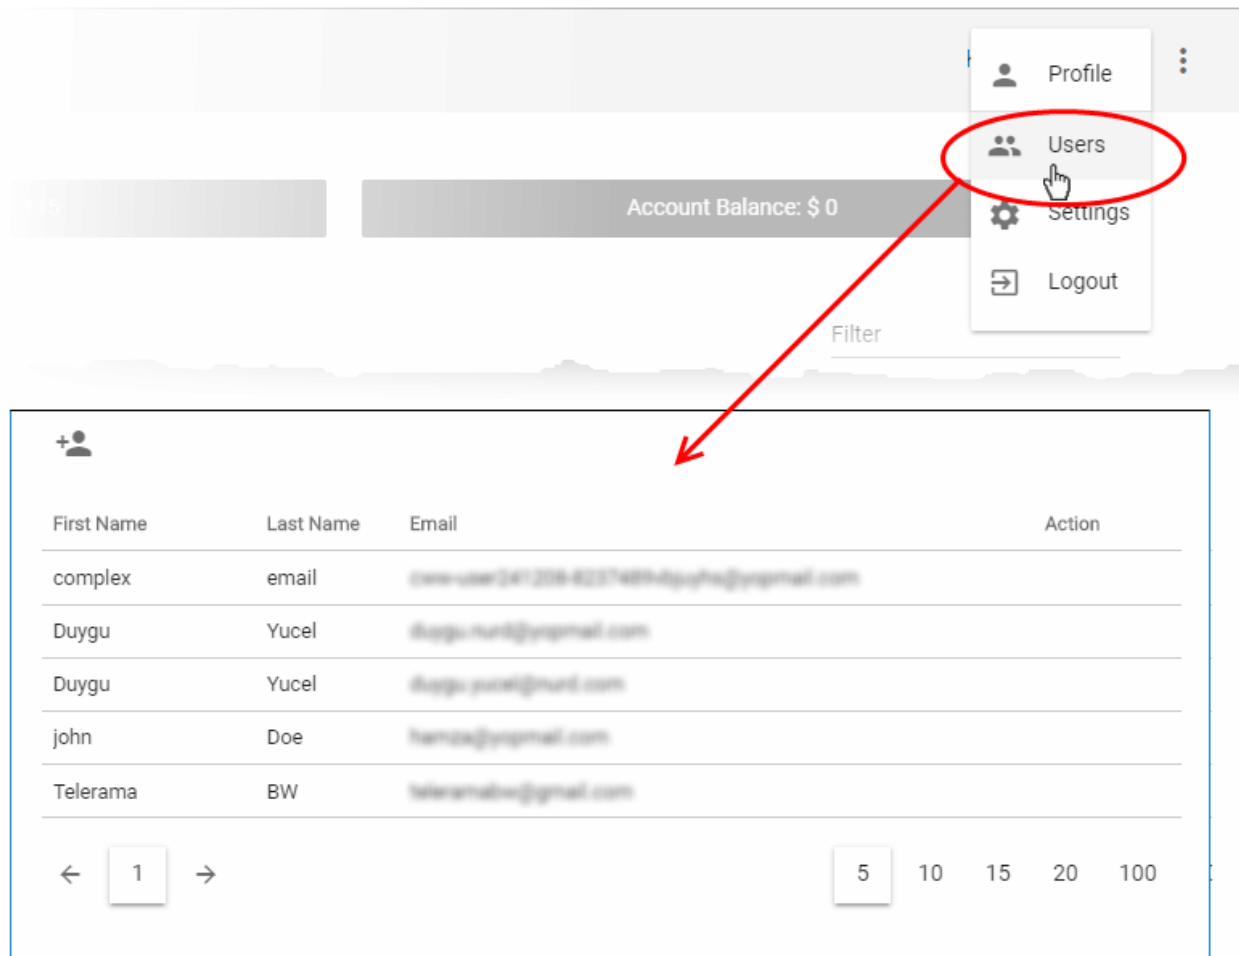 Profile
Users
Settings
Account Balance: $ 0
Logout
Filter
First Name Last Name Email Action
complex email
Duygu Yucel
Duygu Yucel
john Doe
Telerama BW
1 5 10 15 20 100